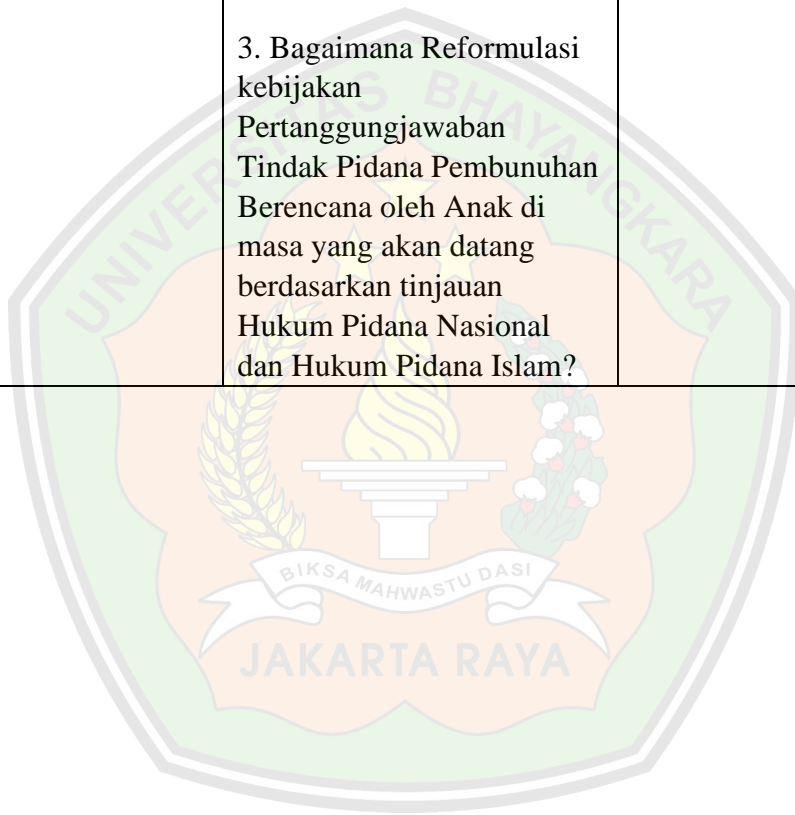 3. Bagaimana Reformulasi
kebijakan
Pertanggungjawaban
Tindak Pidana Pembunuhan
Berencana oleh Anak di
masa yang akan datang
berdasarkan tinjauan
Hukum Pidana Nasional
dan Hukum Pidana Islam?
UNIVERSITAS BHAYANGKARA
BIKSA MAHWASTU DASI
JAKARTA RAYA